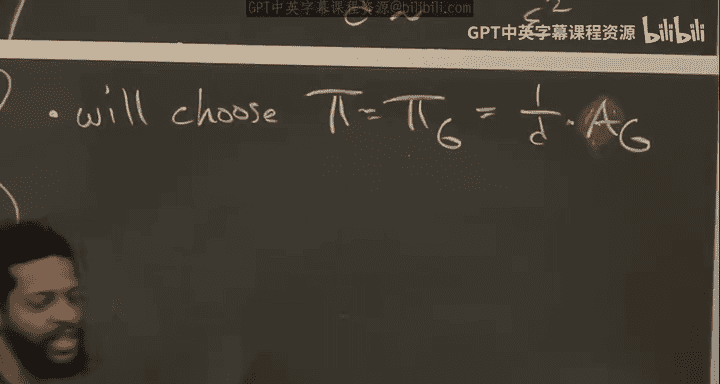 GPT中英字幕课程资源@bilibili.com
GPT中英字幕课程资源 bilibili
ε²
• will choose Π = Π_G = 1/d · A_G